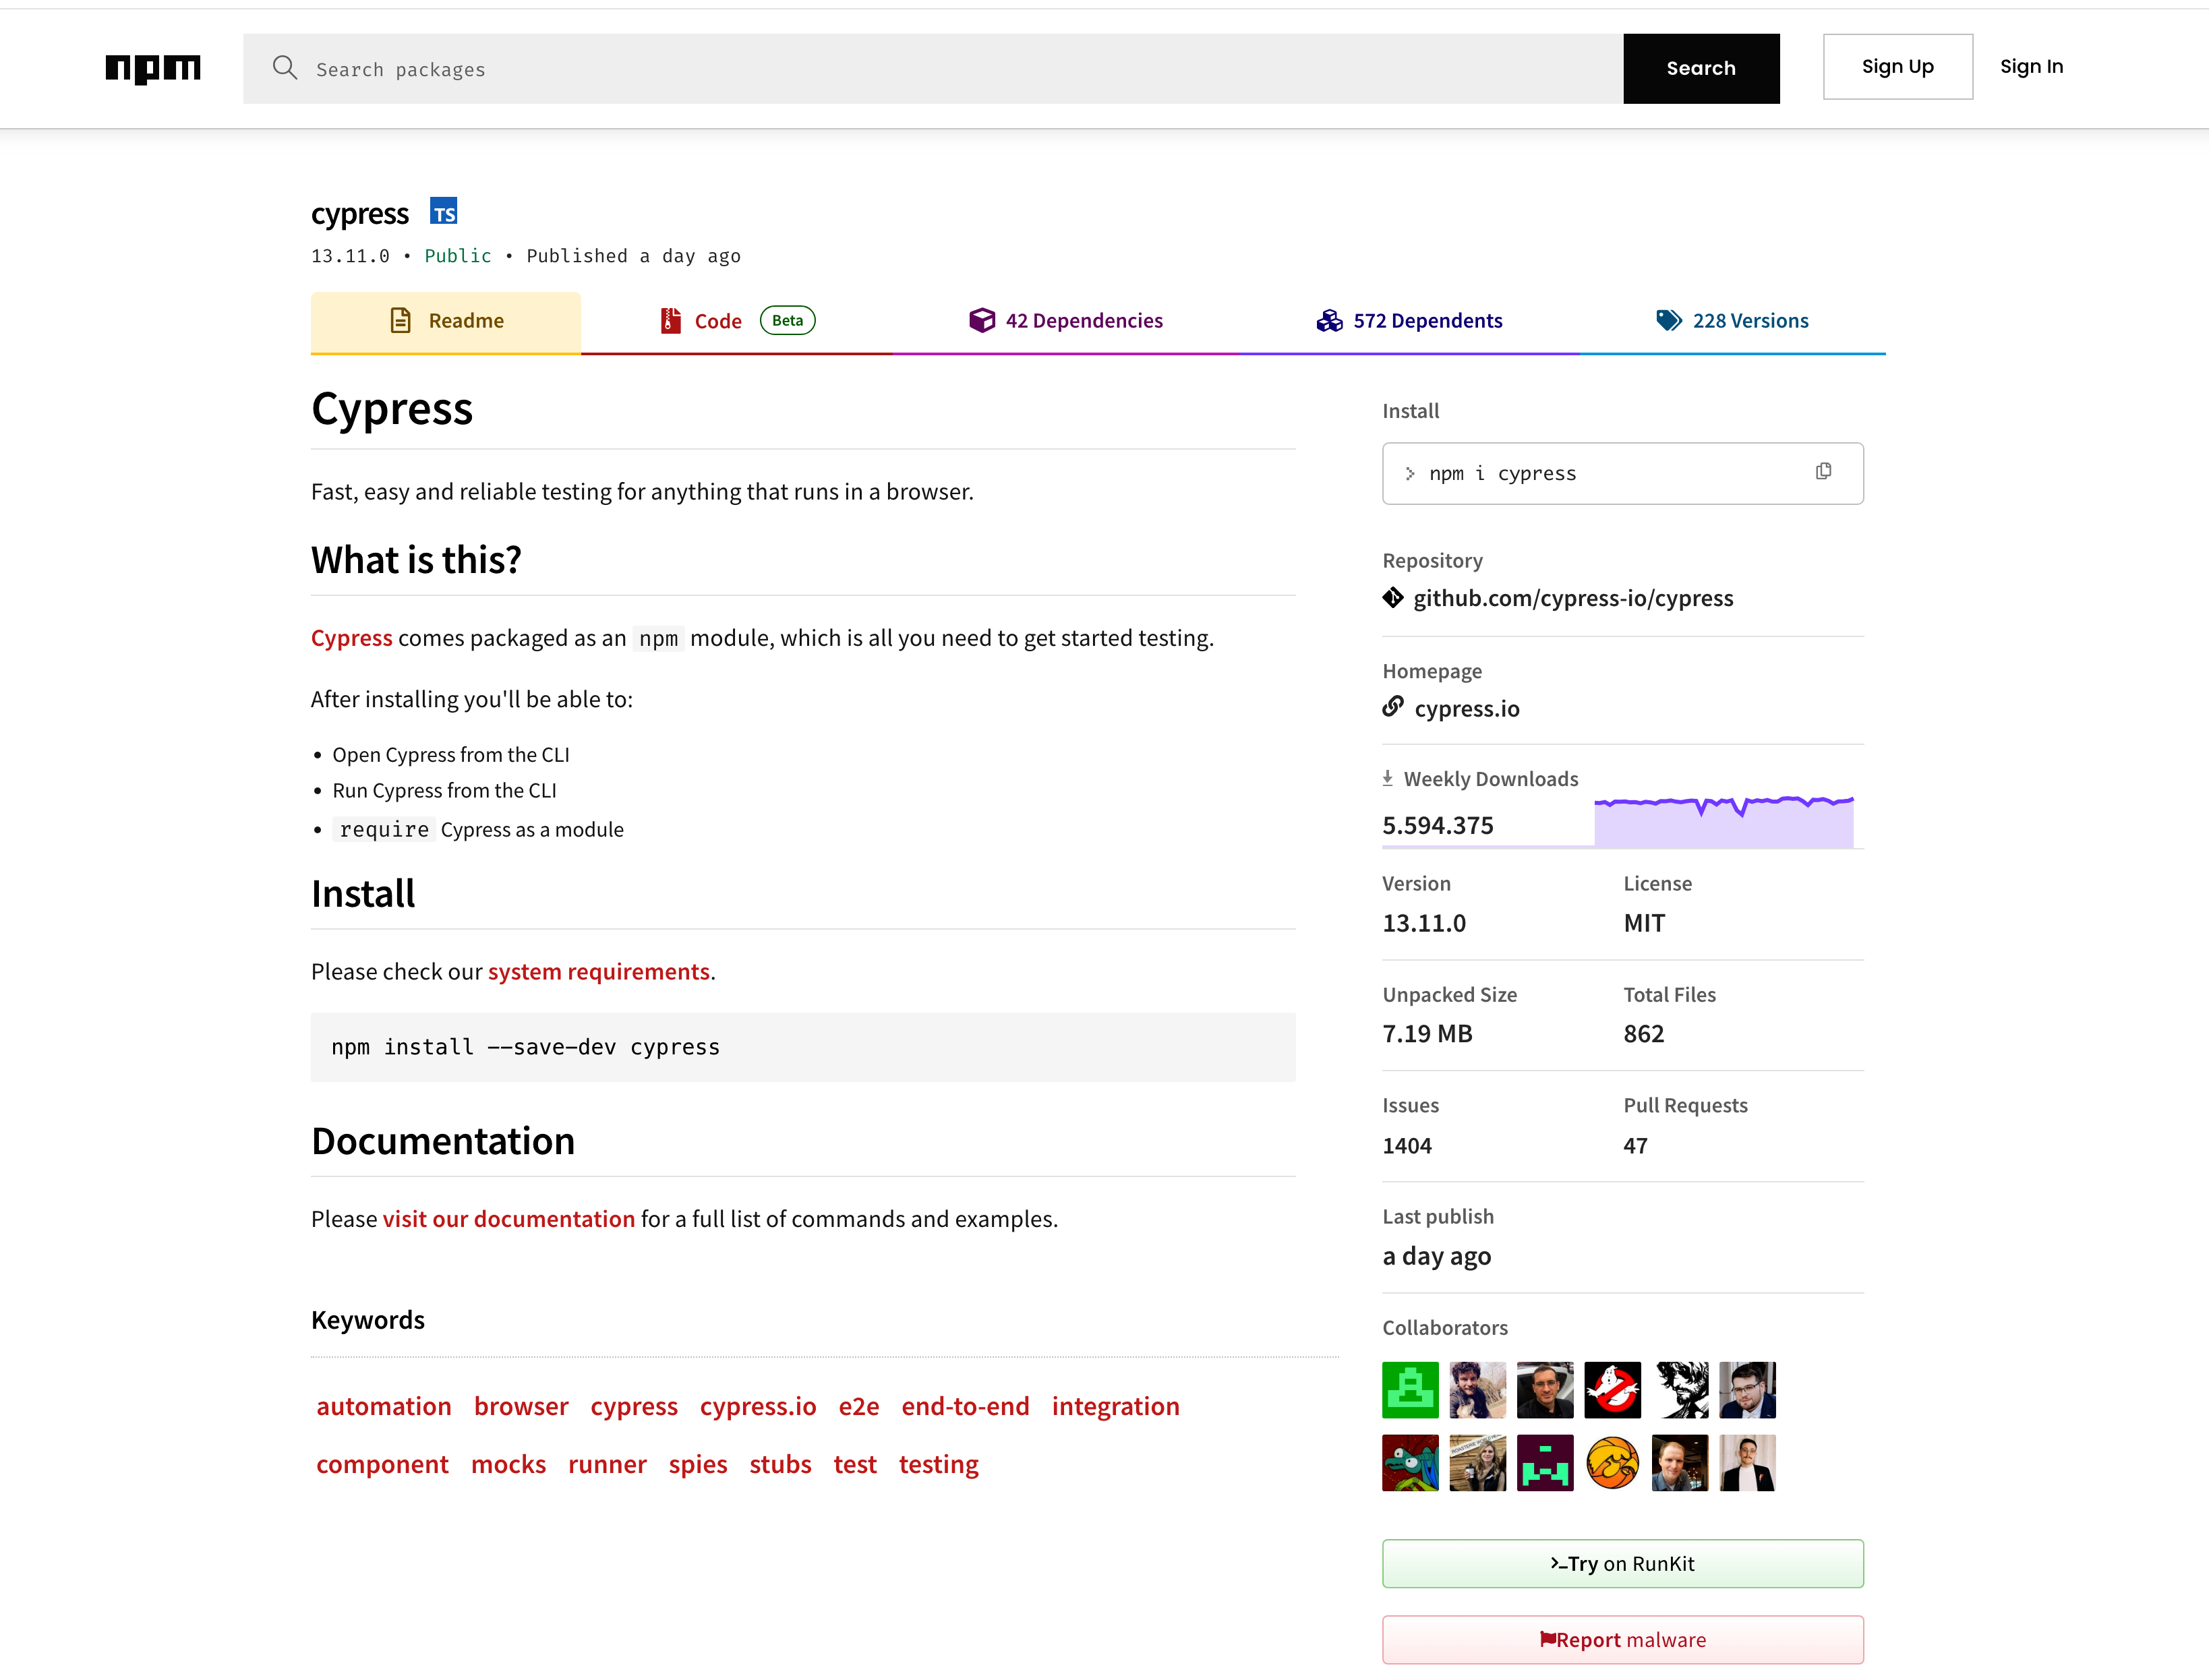 npm
Search packages
Search
Sign Up
Sign In
cypress TS
13.11.0 • Public • Published a day ago
Readme
Code Beta
42 Dependencies
572 Dependents
228 Versions
Cypress
Fast, easy and reliable testing for anything that runs in a browser.
What is this?
Cypress comes packaged as an npm module, which is all you need to get started testing.
After installing you'll be able to:
• Open Cypress from the CLI
• Run Cypress from the CLI
• require Cypress as a module
Install
Please check our system requirements.
npm install --save-dev cypress
Documentation
Please visit our documentation for a full list of commands and examples.
Keywords
automation browser cypress cypress.io e2e end-to-end integration
component mocks runner spies stubs test testing
Install
> npm i cypress
Repository
github.com/cypress-io/cypress
Homepage
cypress.io
Weekly Downloads
5.594.375
Version
13.11.0
License
MIT
Unpacked Size
7.19 MB
Total Files
862
Issues
1404
Pull Requests
47
Last publish
a day ago
Collaborators
>_Try on RunKit
Report malware